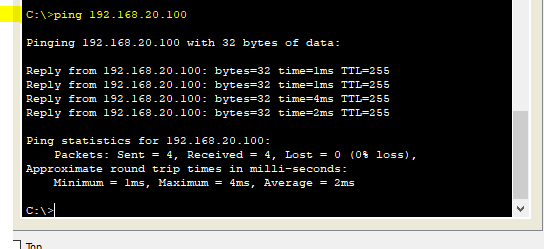 C:\>ping 192.168.20.100
Pinging 192.168.20.100 with 32 bytes of data:
Reply from 192.168.20.100: bytes=32 time=1ms TTL=255
Reply from 192.168.20.100: bytes=32 time=1ms TTL=255
Reply from 192.168.20.100: bytes=32 time=4ms TTL=255
Reply from 192.168.20.100: bytes=32 time=2ms TTL=255
Ping statistics for 192.168.20.100:
Packets: Sent = 4, Received = 4, Lost = 0 (0% loss),
Approximate round trip times in milli-seconds:
Minimum = 1ms, Maximum = 4ms, Average = 2ms
C:\>
Top